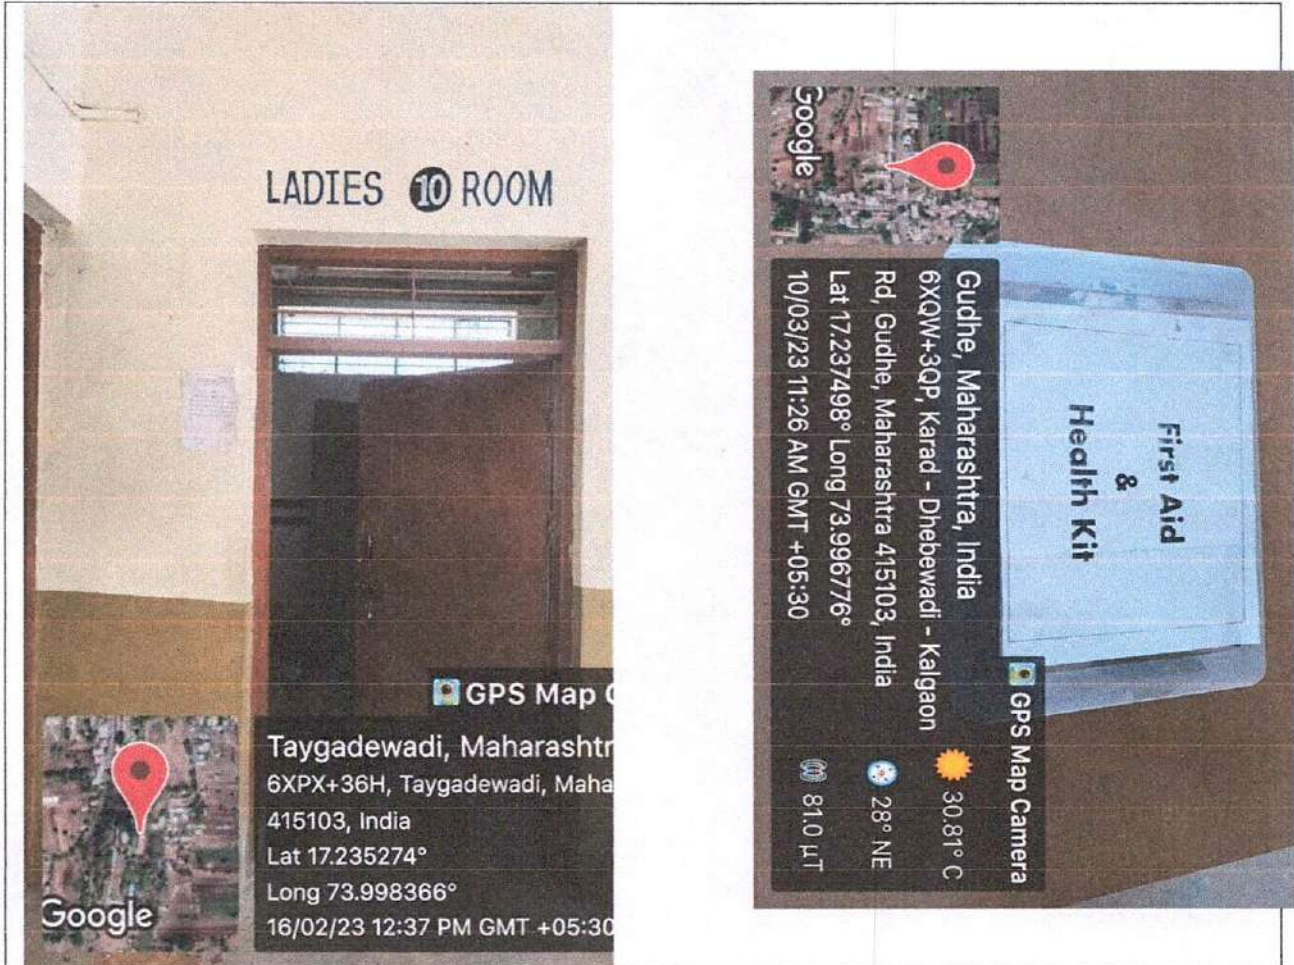 LADIES 10 ROOM
GPS Map C
Taygadewadi, Maharashtr
6XPX+36H, Taygadewadi, Maha
415103, India
Lat 17.235274°
Long 73.998366°
16/02/23 12:37 PM GMT +05:30
Google
First Aid
&
Health Kit
GPS Map Camera
Gudhe, Maharashtra, India
6XQW+3QP, Karad - Dhebewadi - Kalgaon
Rd, Gudhe, Maharashtra 415103, India
Lat 17.237498° Long 73.996776°
10/03/23 11:26 AM GMT +05:30
30.81° C
28° NE
81.0 µT
Google